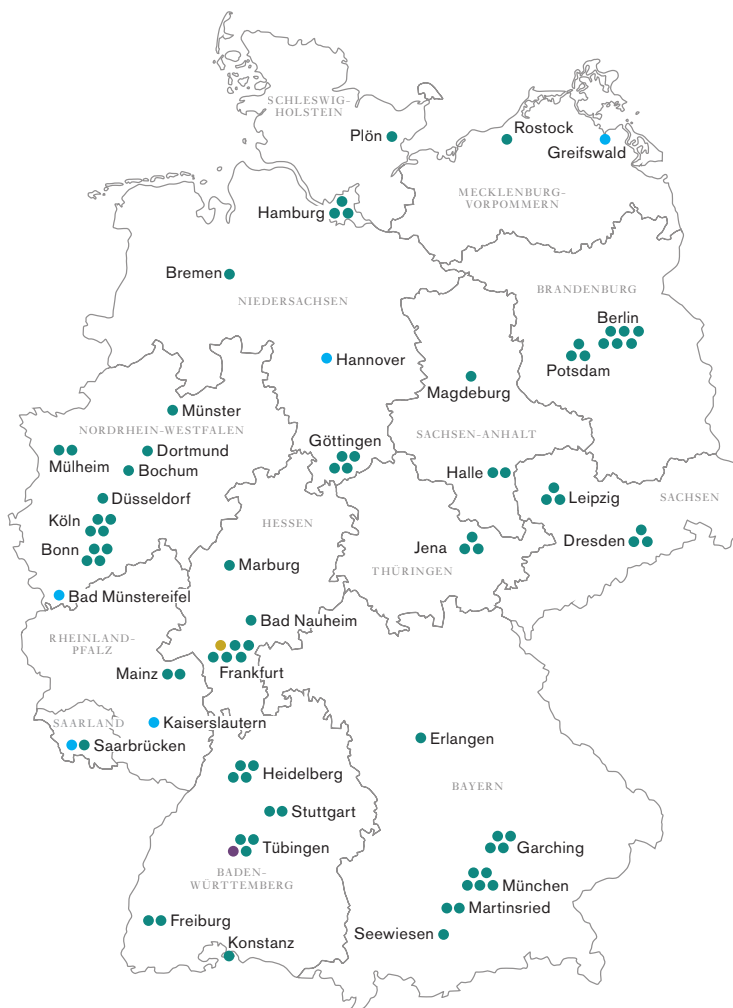 SCHLESWIG-
HOLSTEIN
Plön
Rostock
Greifswald
MECKLENBURG-
VORPOMMERN
Hamburg
Bremen
NIEDERSACHSEN
BRANDENBURG
Berlin
Potsdam
Hannover
Magdeburg
Münster
NORDRHEIN-WESTFALEN
Göttingen
SACHSEN-ANHALT
Dortmund
Mülheim
Bochum
Halle
Düsseldorf
Leipzig
SACHSEN
Köln
HESSEN
Bonn
Jena
Dresden
Marburg
THÜRINGEN
Bad Münstereifel
Bad Nauheim
RHEINLAND-
PFALZ
Mainz
Frankfurt
SAARLAND
Kaiserslautern
Saarbrücken
Erlangen
Heidelberg
BAYERN
Stuttgart
Tübingen
Garching
BADEN-
WÜRTTEMBERG
München
Martinsried
Freiburg
Seewiesen
Konstanz